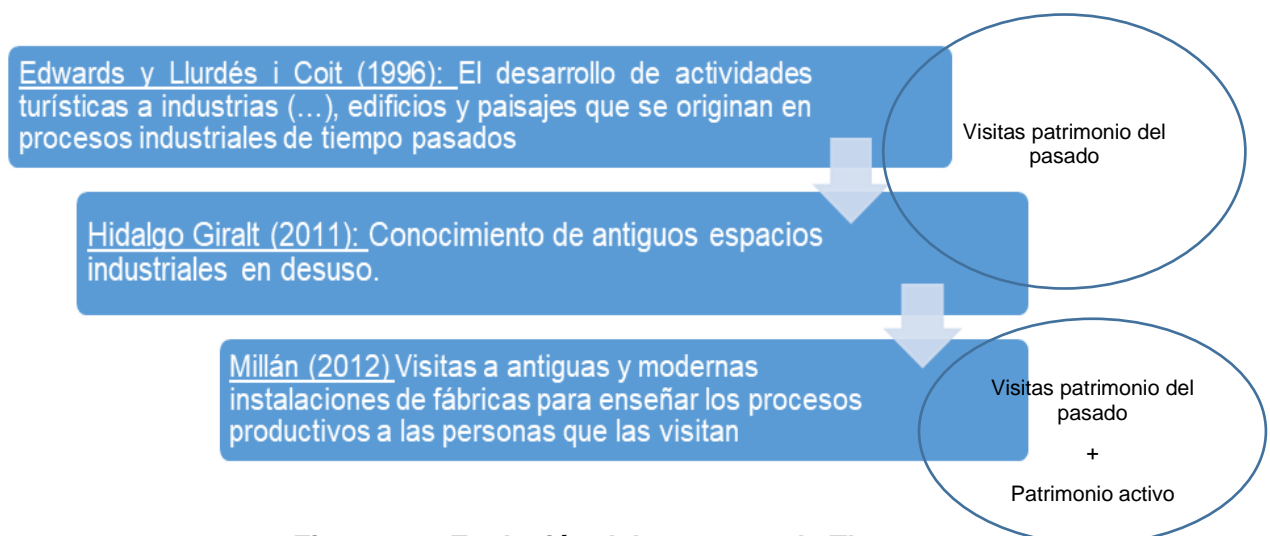 Edwards y Llurdés i Coit (1996): El desarrollo de actividades
turísticas a industrias (...), edificios y paisajes que se originan en
procesos industriales de tiempo pasados
Visitas patrimonio del
pasado
Hidalgo Giralt (2011): Conocimiento de antiguos espacios
industriales en desuso.
Millán (2012) Visitas a antiguas y modernas
instalaciones de fábricas para enseñar los procesos
productivos a las personas que las visitan
Visitas patrimonio del
pasado
+
Patrimonio activo